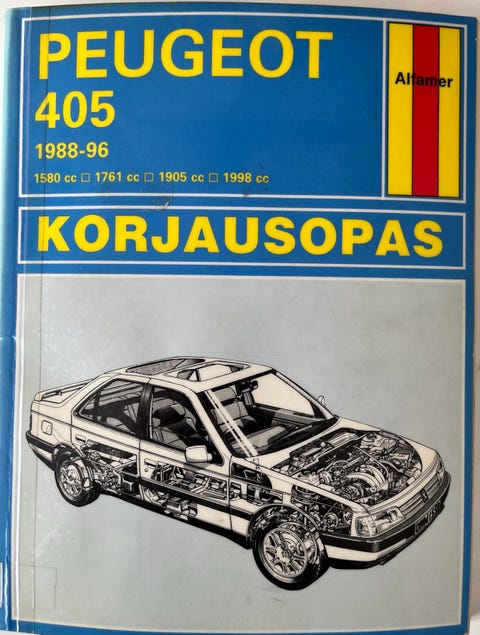 PEUGEOT
405
1988-96
1580 cc □ 1761 cc □ 1905 cc □ 1998 cc
Alfamer
KORJAUSOPAS